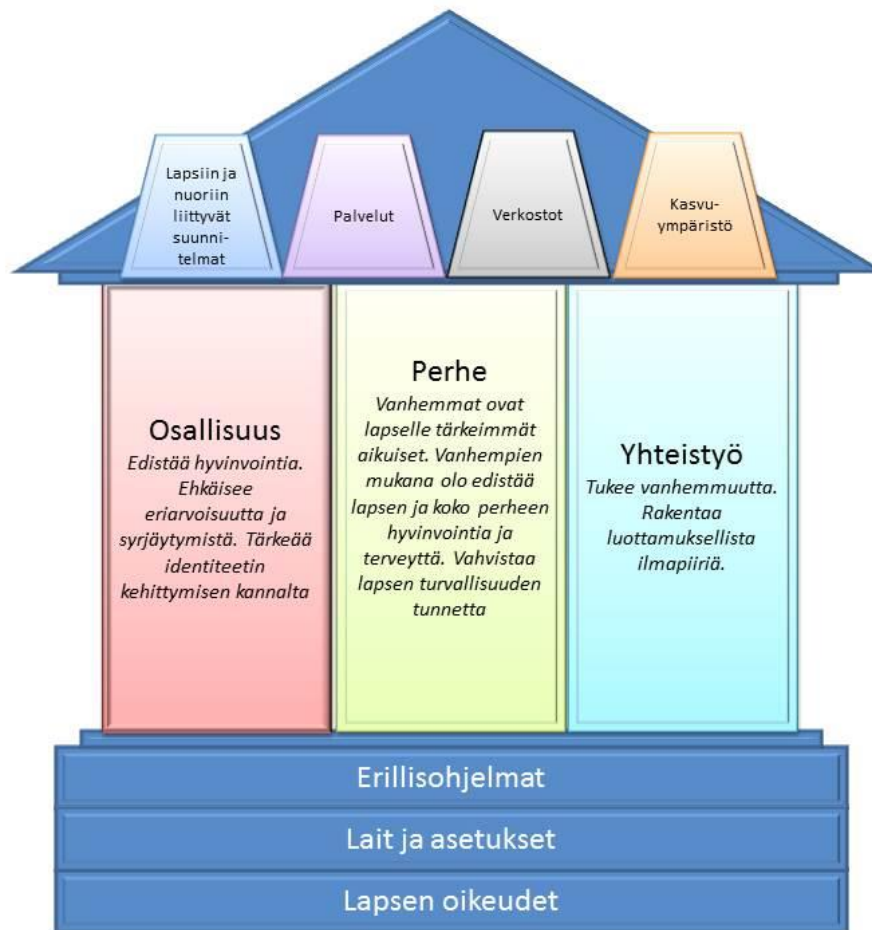 Lapsiin ja
nuoriin
liittyvät
suunni-
telmat
Palvelut
Verkostot
Kasvu-
ympäristö
Osallisuus
Edistää hyvinvointia.
Ehkäisee
eriarvoisuutta ja
syrjäytymistä. Tärkeää
identiteetin
kehittymisen kannalta
Perhe
Vanhemmat ovat
lapselle tärkeimmät
aikuiset. Vanhempien
mukana olo edistää
lapsen ja koko perheen
hyvinvointia ja
terveyttä. Vahvistaa
lapsen turvallisuuden
tunnetta
Yhteistyö
Tukee vanhemmuutta.
Rakentaa
luottamuksellista
ilmapiiriä.
Erillisohjelmat
Lait ja asetukset
Lapsen oikeudet